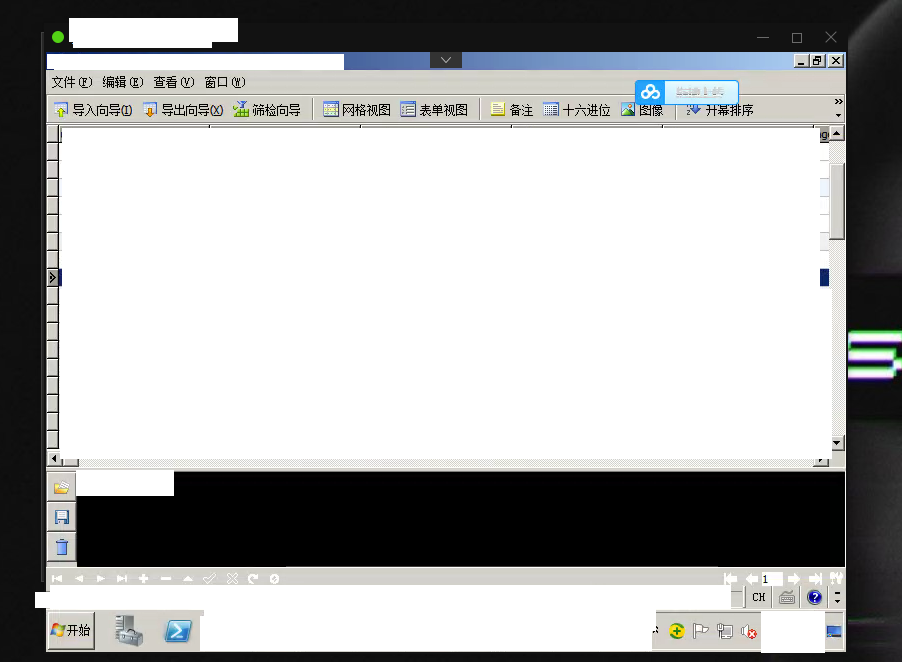 文件(F) 编辑(E) 查看(V) 窗口(W)
导入向导(I) 导出向导(X) 筛检向导 网格视图 表单视图 备注 十六进位 图像 升幂排序
1
CH
开始